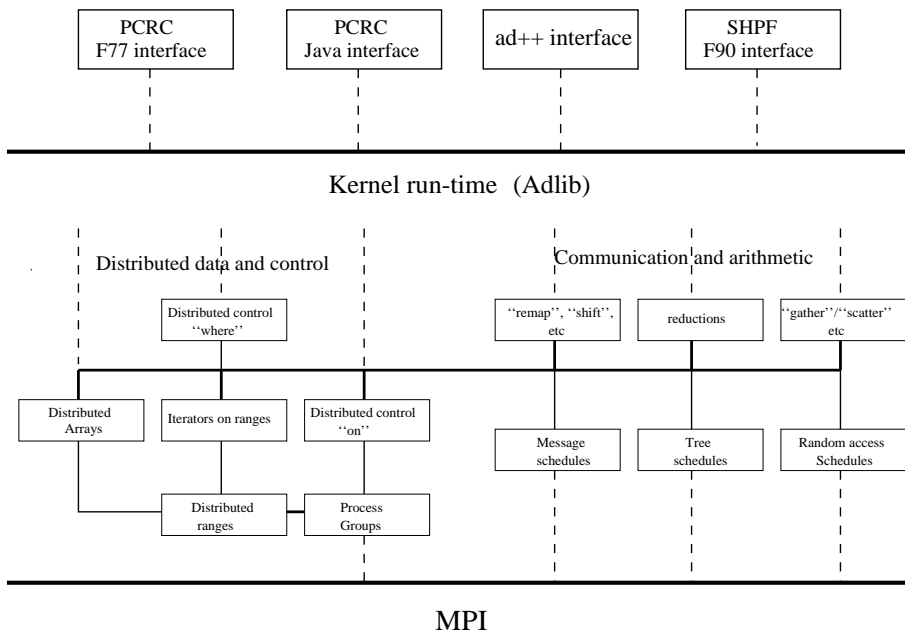 PCRC
F77 interface
PCRC
Java interface
ad++ interface
SHPF
F90 interface
Kernel run-time (Adlib)
Distributed data and control
Communication and arithmetic
Distributed control
‘‘where’’
‘‘remap’’, ‘‘shift’’,
etc
reductions
‘‘gather’’/‘‘scatter’’
etc
Distributed
Arrays
Iterators on ranges
Distributed control
‘‘on’’
Message
schedules
Tree
schedules
Random access
Schedules
Distributed
ranges
Process
Groups
MPI